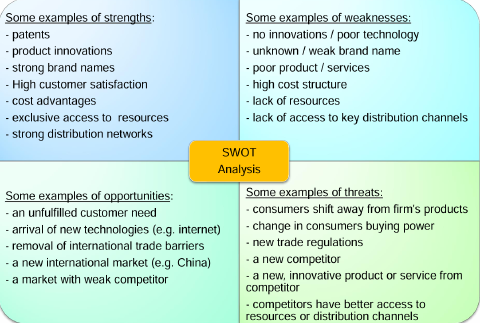 Some examples of strengths:
- patents
- product innovations
- strong brand names
- High customer satisfaction
- cost advantages
- exclusive access to resources
- strong distribution networks
Some examples of weaknesses:
- no innovations / poor technology
- unknown / weak brand name
- poor product / services
- high cost structure
- lack of resources
- lack of access to key distribution channels
SWOT
Analysis
Some examples of opportunities:
- an unfulfilled customer need
- arrival of new technologies (e.g. internet)
- removal of international trade barriers
- a new international market (e.g. China)
- a market with weak competitor
Some examples of threats:
- consumers shift away from firm's products
- change in consumers buying power
- new trade regulations
- a new competitor
- a new, innovative product or service from
competitor
- competitors have better access to
resources or distribution channels